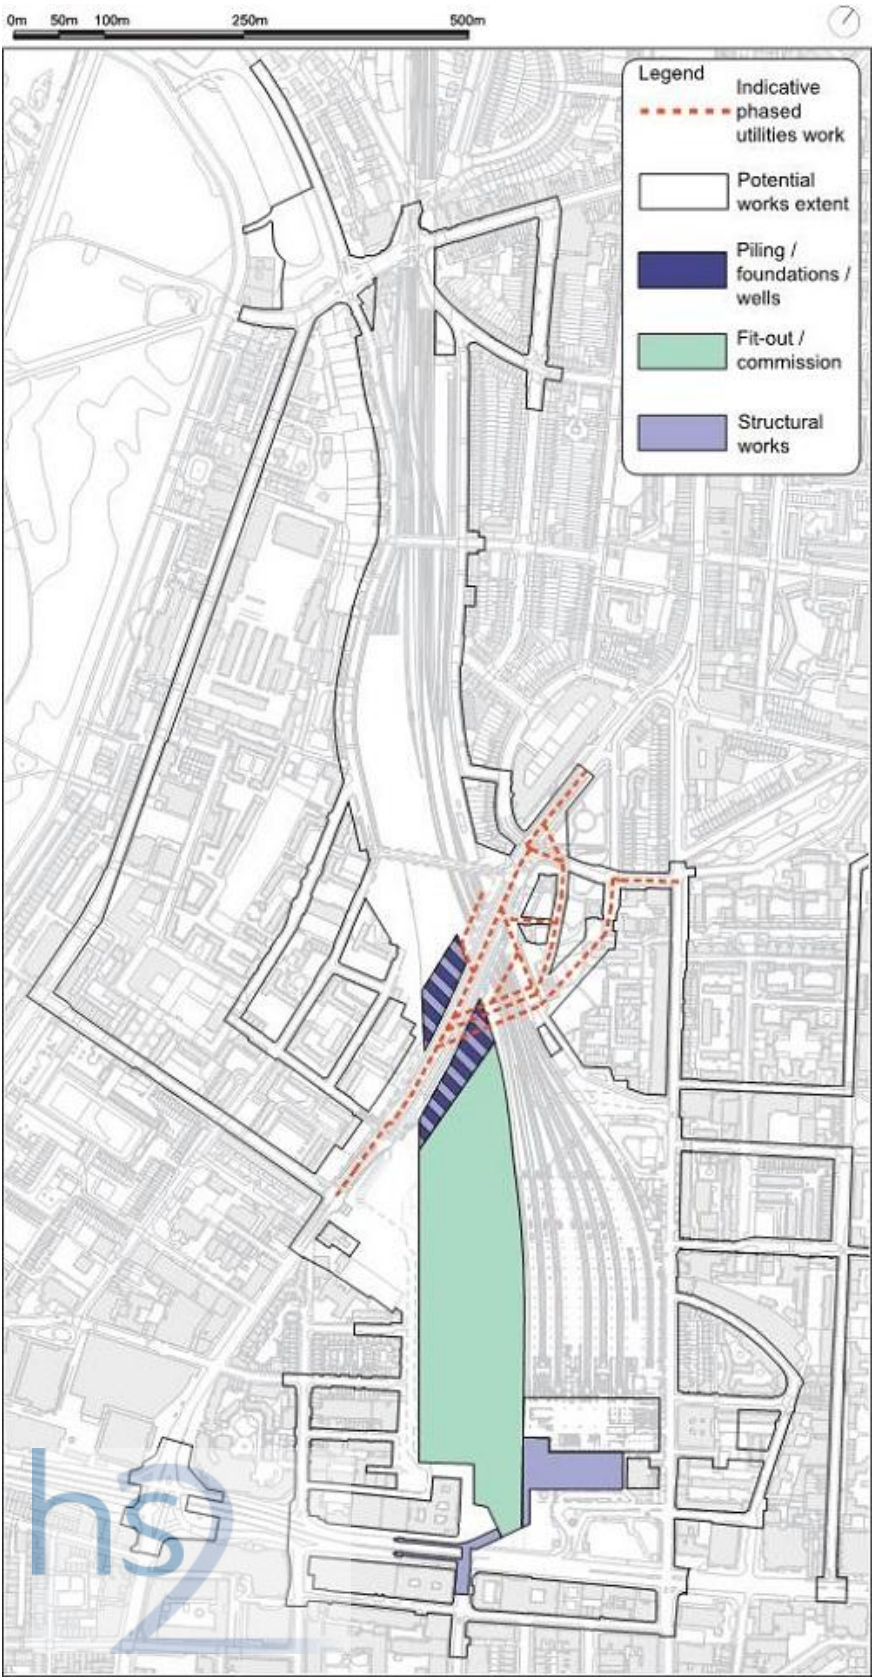 0m 50m 100m 250m 500m
Legend
Indicative
phased
utilities work
Potential
works extent
Piling /
foundations /
wells
Fit-out /
commission
Structural
works
hs2